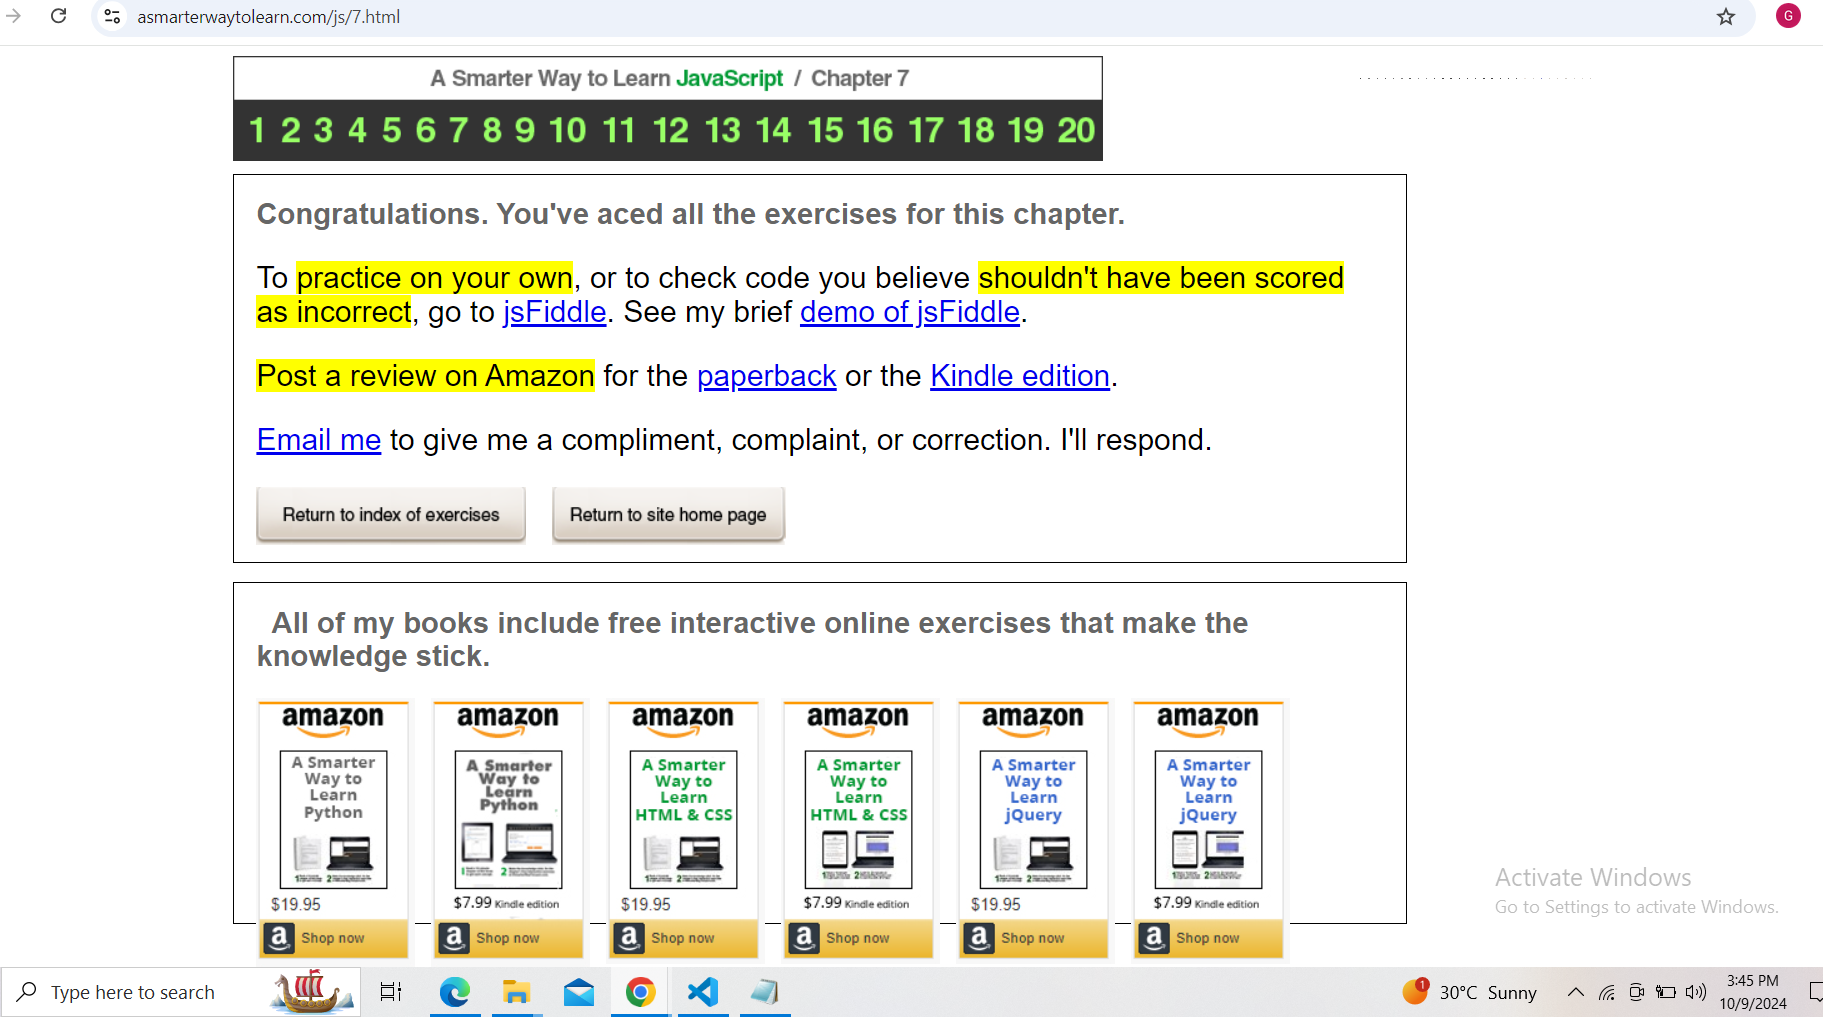 asmarterwaytolearn.com/js/7.html
G
A Smarter Way to Learn JavaScript / Chapter 7
1 2 3 4 5 6 7 8 9 10 11 12 13 14 15 16 17 18 19 20
Congratulations. You've aced all the exercises for this chapter.
To practice on your own, or to check code you believe shouldn't have been scored
as incorrect, go to jsFiddle. See my brief demo of jsFiddle.
Post a review on Amazon for the paperback or the Kindle edition.
Email me to give me a compliment, complaint, or correction. I'll respond.
Return to index of exercises Return to site home page
All of my books include free interactive online exercises that make the
knowledge stick.
amazon amazon amazon amazon amazon amazon
A Smarter Way to Learn Python
A Smarter Way to Learn Python
A Smarter Way to Learn HTML & CSS
A Smarter Way to Learn HTML & CSS
A Smarter Way to Learn jQuery
A Smarter Way to Learn jQuery
$19.95 $7.99 Kindle edition $19.95 $7.99 Kindle edition $19.95 $7.99 Kindle edition
a Shop now a Shop now a Shop now a Shop now a Shop now a Shop now
Activate Windows
Go to Settings to activate Windows.
Type here to search
1
30°C Sunny
3:45 PM
10/9/2024